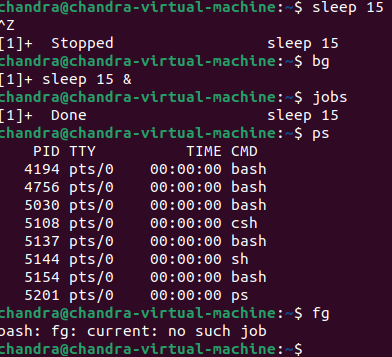 chandra@chandra-virtual-machine:~$ sleep 15
^Z
[1]+  Stopped                 sleep 15
chandra@chandra-virtual-machine:~$ bg
[1]+ sleep 15 &
chandra@chandra-virtual-machine:~$ jobs
[1]+  Done                    sleep 15
chandra@chandra-virtual-machine:~$ ps
    PID TTY          TIME CMD
   4194 pts/0    00:00:00 bash
   4756 pts/0    00:00:00 bash
   5030 pts/0    00:00:00 bash
   5108 pts/0    00:00:00 csh
   5137 pts/0    00:00:00 bash
   5144 pts/0    00:00:00 sh
   5154 pts/0    00:00:00 bash
   5201 pts/0    00:00:00 ps
chandra@chandra-virtual-machine:~$ fg
bash: fg: current: no such job
chandra@chandra-virtual-machine:~$